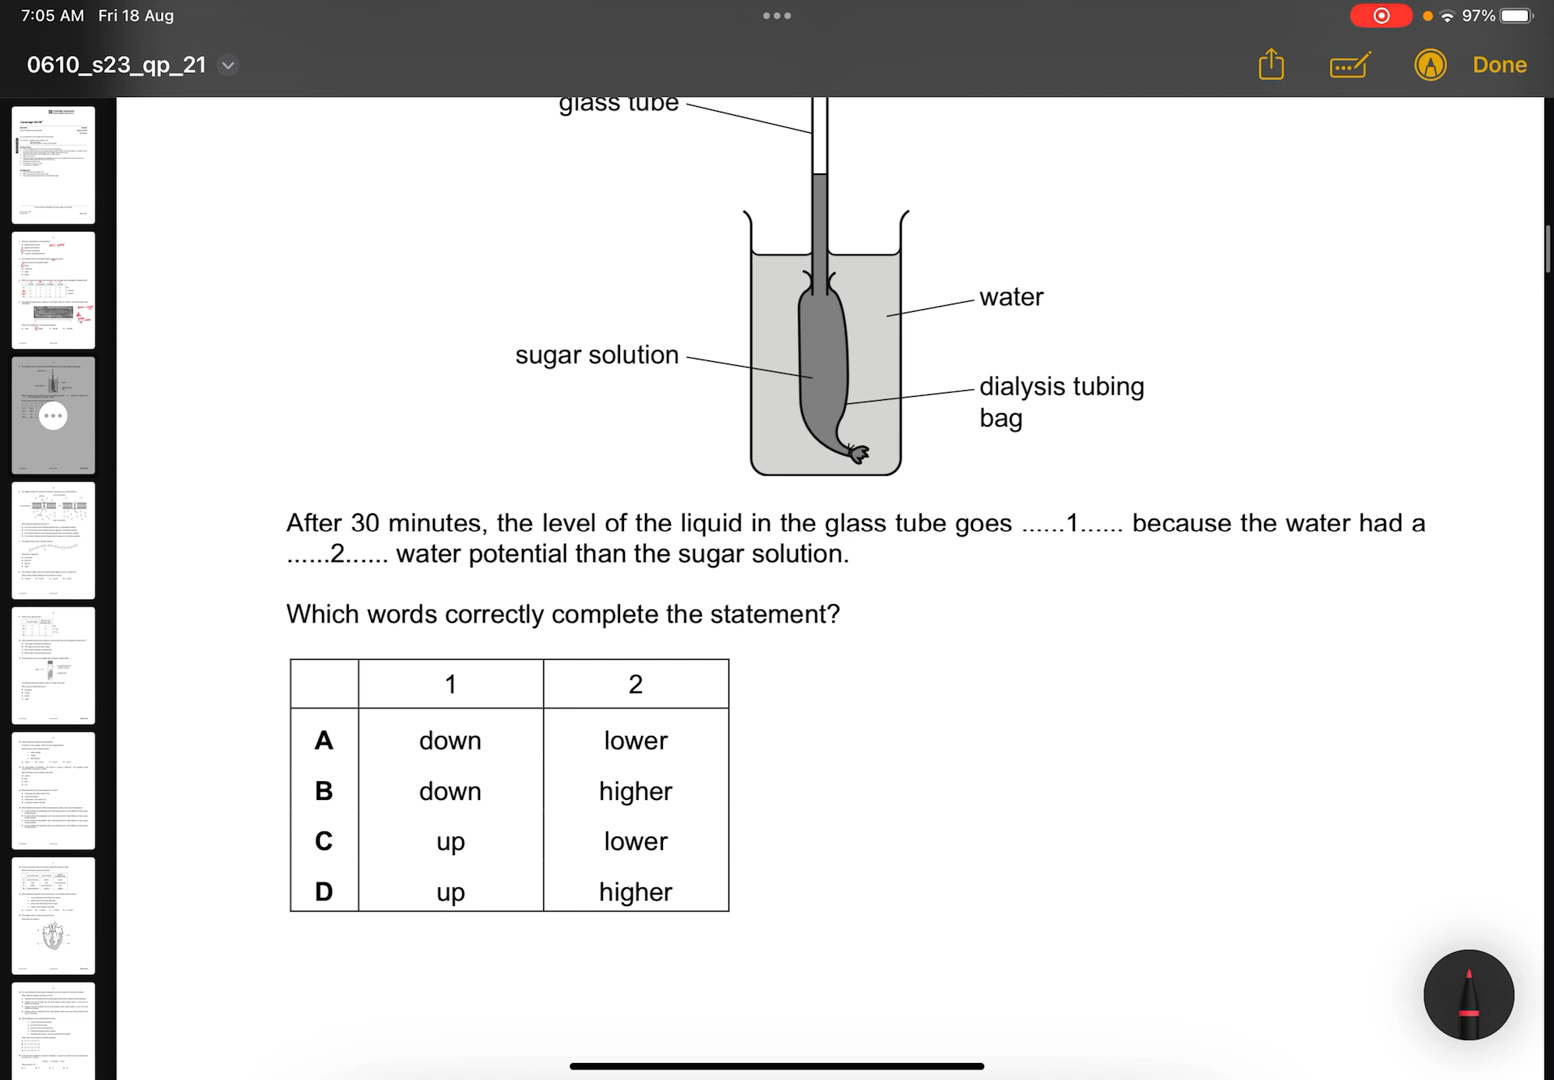 7:05 AM Fri 18 Aug
97%
0610_s23_qp_21
Done
glass tube
water
sugar solution
dialysis tubing
bag
After 30 minutes, the level of the liquid in the glass tube goes ......1...... because the water had a
......2...... water potential than the sugar solution.
Which words correctly complete the statement?
1 2
A down lower
B down higher
C up lower
D up higher